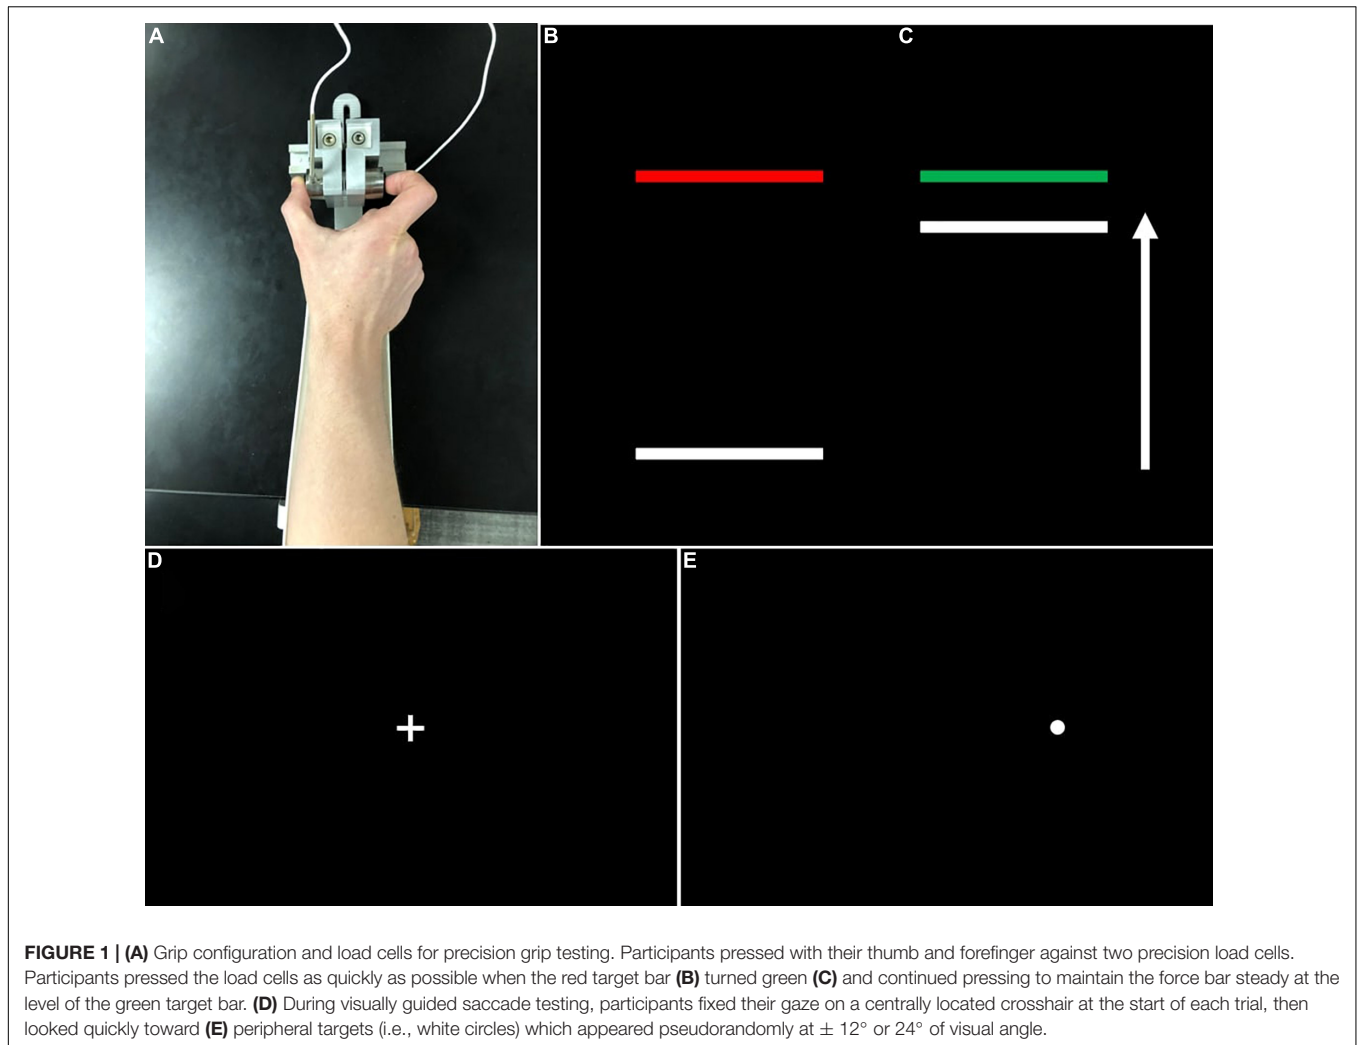 A
B
C
D
E
FIGURE 1 | (A) Grip configuration and load cells for precision grip testing. Participants pressed with their thumb and forefinger against two precision load cells.
Participants pressed the load cells as quickly as possible when the red target bar (B) turned green (C) and continued pressing to maintain the force bar steady at the
level of the green target bar. (D) During visually guided saccade testing, participants fixed their gaze on a centrally located crosshair at the start of each trial, then
looked quickly toward (E) peripheral targets (i.e., white circles) which appeared pseudorandomly at ± 12° or 24° of visual angle.